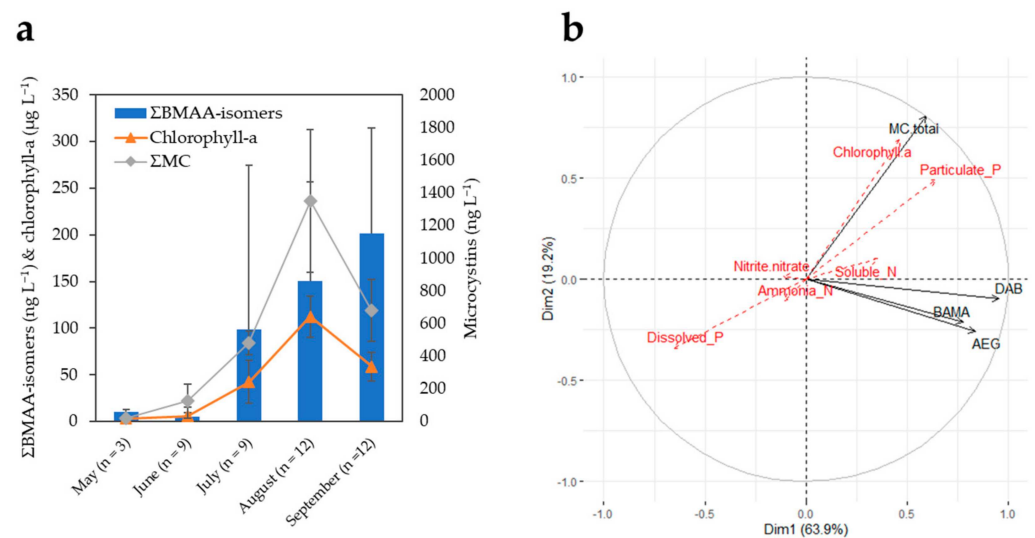 a
b
ΣBMAA-isomers (ng L⁻¹) & chlorophyll-a (µg L⁻¹)
350
300
250
200
150
100
50
0
ΣBMAA-isomers
Chlorophyll-a
ΣMC
2000
1800
1600
1400
1200
1000
800
600
400
200
0
Microcystins (ng L⁻¹)
May (n = 3)
June (n = 9)
July (n = 9)
August (n = 12)
September (n =12)
Dim2 (19.2%)
1.0
0.5
0.0
-0.5
-1.0
MC.total
Chlorophyll.a
Particulate_P
Nitrite.nitrate
Soluble_N
Ammonia_N
DAB
BAMA
Dissolved_P
AEG
-1.0
-0.5
0.0
0.5
1.0
Dim1 (63.9%)